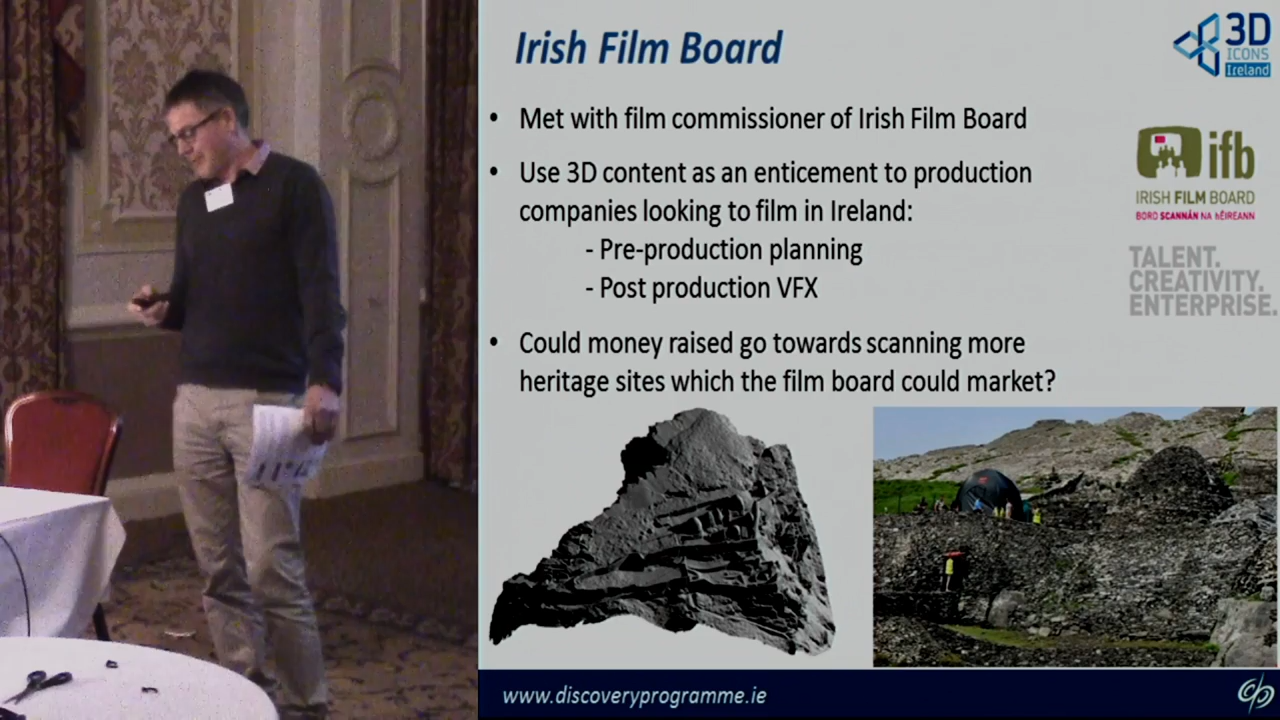 Irish Film Board
3D
ICONS
Ireland
• Met with film commissioner of Irish Film Board
• Use 3D content as an enticement to production
companies looking to film in Ireland:
- Pre-production planning
- Post production VFX
• Could money raised go towards scanning more
heritage sites which the film board could market?
ifb
IRISH FILM BOARD
BORD SCANNÁN NA hÉIREANN
TALENT.
CREATIVITY.
ENTERPRISE.
www.discoveryprogramme.ie